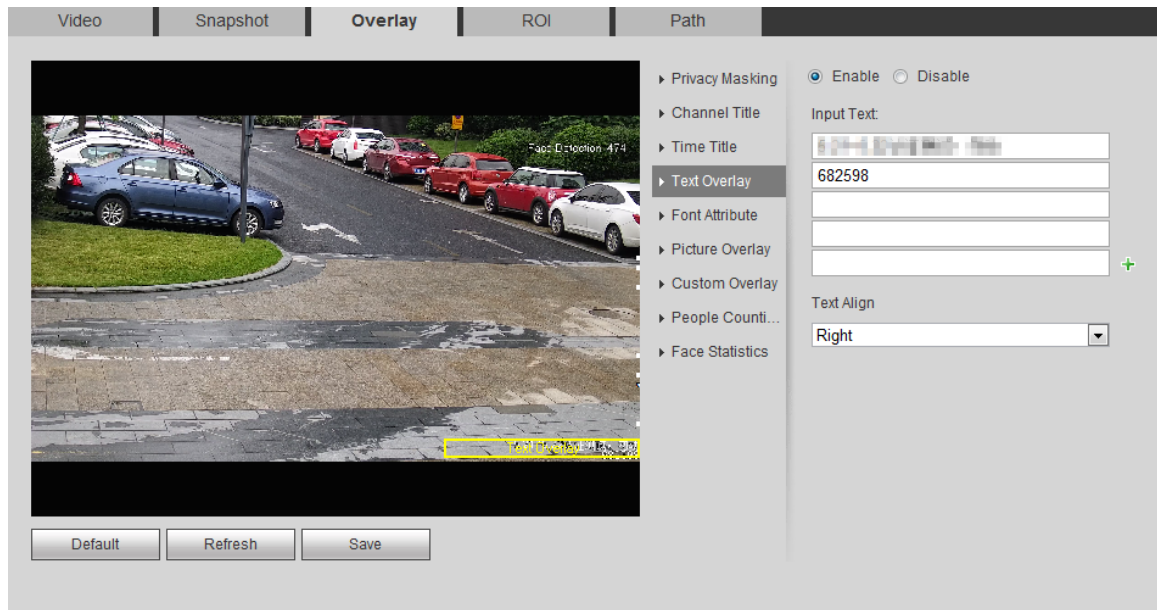 Video Snapshot Overlay ROI Path
Face Detection 474
Text Overlay
Default Refresh Save
Privacy Masking
Channel Title
Time Title
Text Overlay
Font Attribute
Picture Overlay
Custom Overlay
People Counti...
Face Statistics
Enable Disable
Input Text:
682598
Text Align
Right